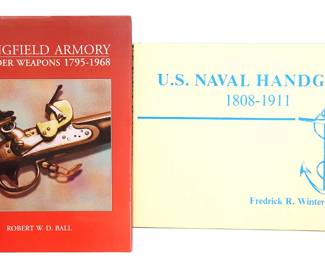 NGFIELD ARMORY
DER WEAPONS 1795-1968
ROBERT W. D. BALL
U.S. NAVAL HANDG
1808-1911
Fredrick R. Winter